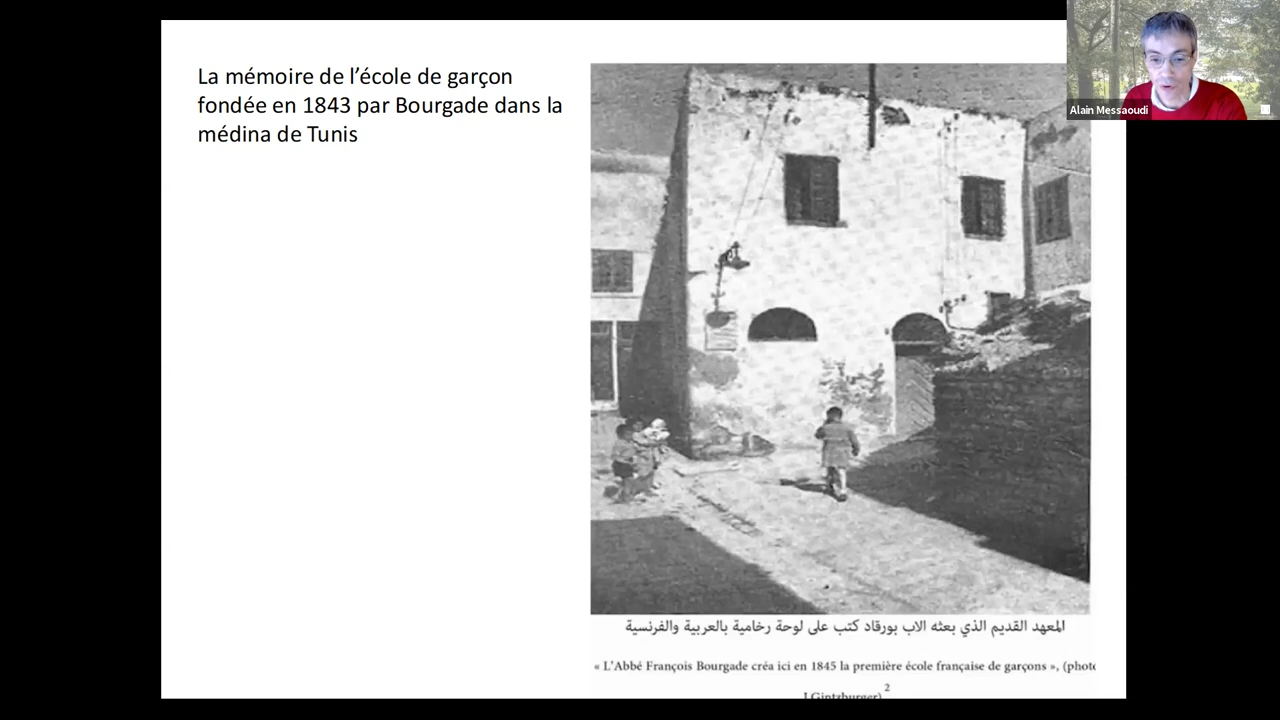 La mémoire de l’école de garçon
fondée en 1843 par Bourgade dans la
médina de Tunis
Alain Messaoudi
المعهد القديم الذي بعثه الاب بورقاد كتب على لوحة رخامية بالعربية والفرنسية
« L’Abbé François Bourgade créa ici en 1845 la première école française de garçons », (photo
J.Gintzburger) 2